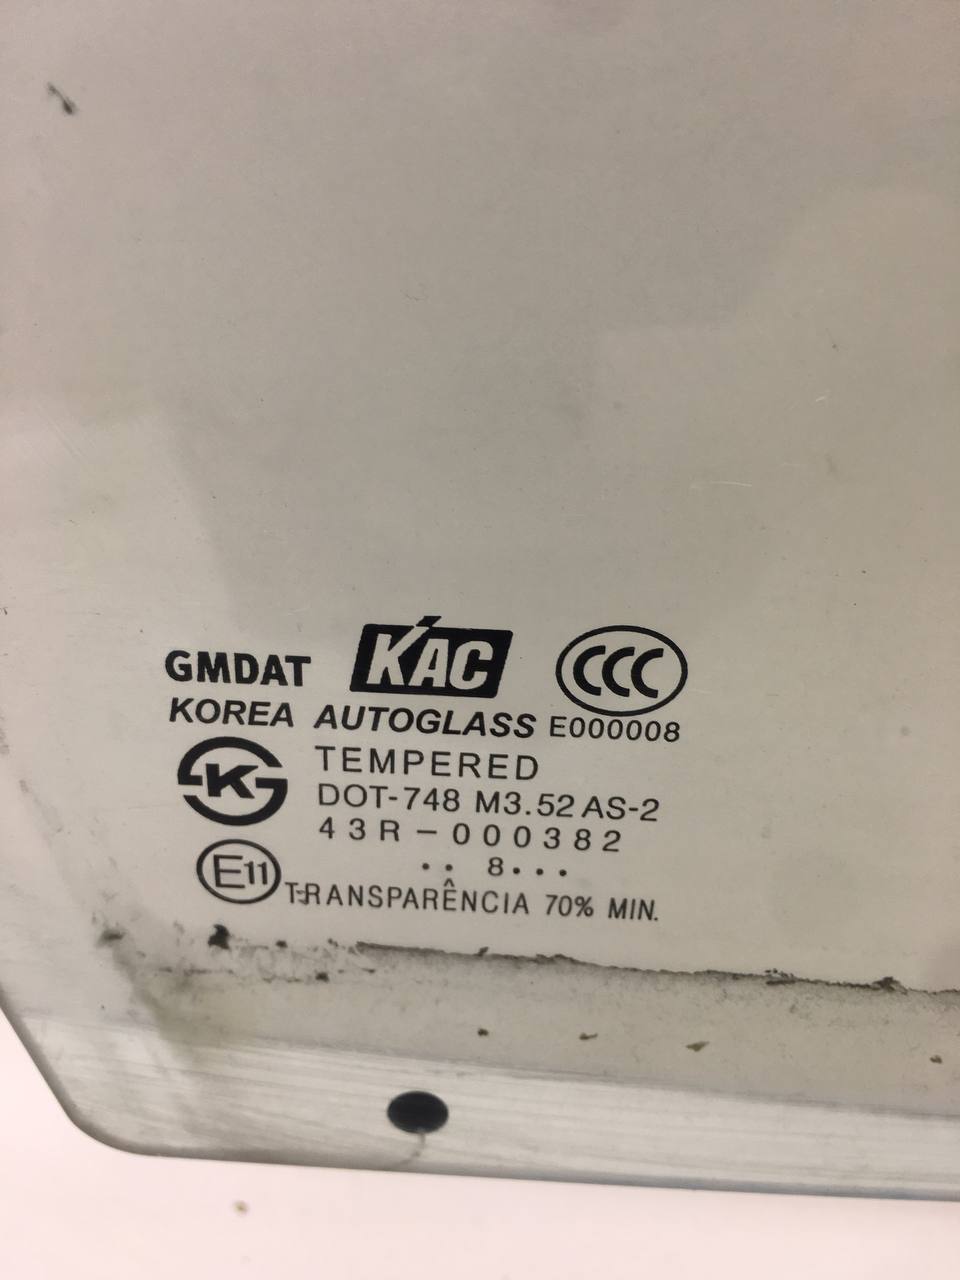 GMDAT KAC CCC
KOREA AUTOGLASS E000008
K TEMPERED
DOT-748 M3.52 AS-2
43R-000382
.. 8...
E11 TRANSPARÊNCIA 70% MIN.